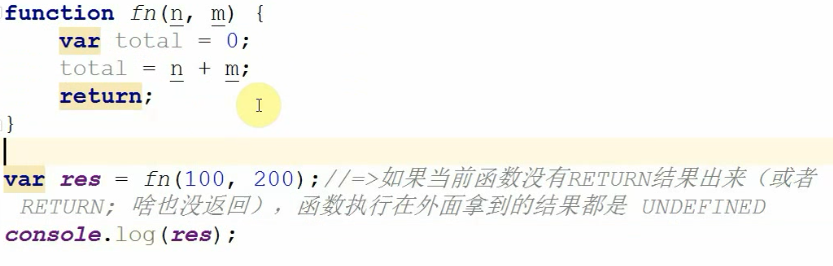 function fn(n, m) {
    var total = 0;
    total = n + m;
    return;
}
var res = fn(100, 200);//=>如果当前函数没有RETURN结果出来（或者
RETURN; 啥也没返回），函数执行在外面拿到的结果都是 UNDEFINED
console.log(res);